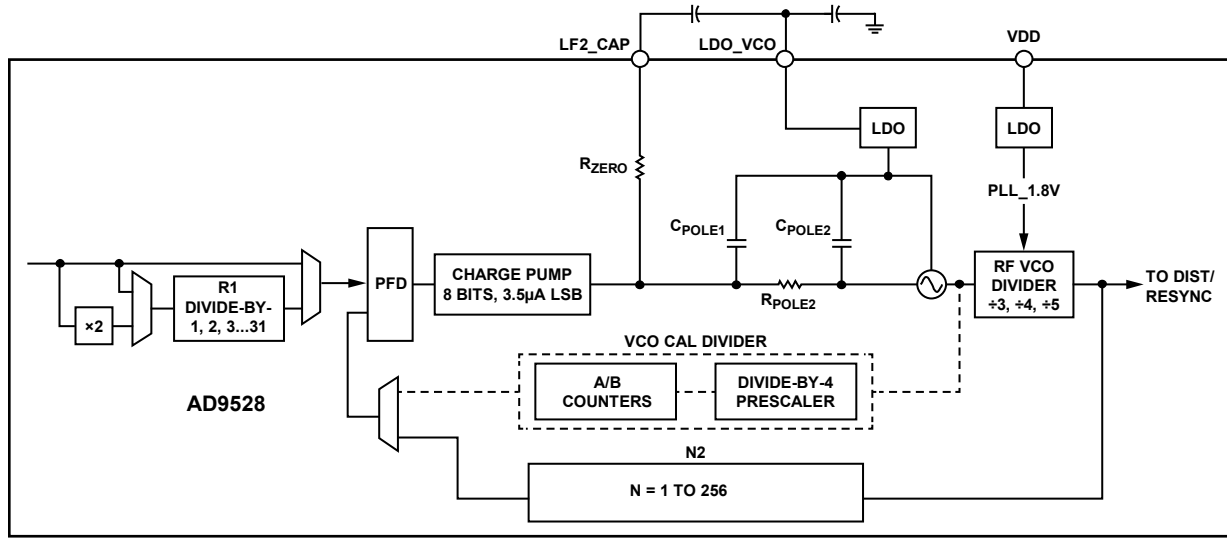 LF2_CAP
LDO_VCO
VDD
LDO
LDO
RZERO
PLL_1.8V
CPOLE1
CPOLE2
PFD
CHARGE PUMP
8 BITS, 3.5µA LSB
RPOLE2
RF VCO
DIVIDER
÷3, ÷4, ÷5
TO DIST/
RESYNC
R1
DIVIDE-BY-
1, 2, 3...31
×2
VCO CAL DIVIDER
A/B
COUNTERS
DIVIDE-BY-4
PRESCALER
AD9528
N2
N = 1 TO 256